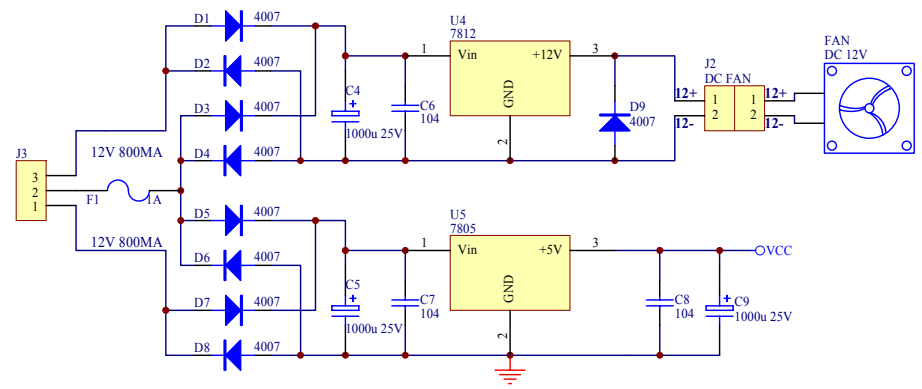 D1 4007
D2 4007
D3 4007
D4 4007
J3
3
2
1
12V 800MA
F1 1A
12V 800MA
D5 4007
D6 4007
D7 4007
D8 4007
C4
+
1000u 25V
C6
104
U4
7812
1 Vin +12V 3
GND
2
D9
4007
J2
DC FAN
12+ 1 1 12+
12- 2 2 12-
FAN
DC 12V
C5
+
1000u 25V
C7
104
U5
7805
1 Vin +5V 3
GND
2
VCC
C8
104
C9
+
1000u 25V